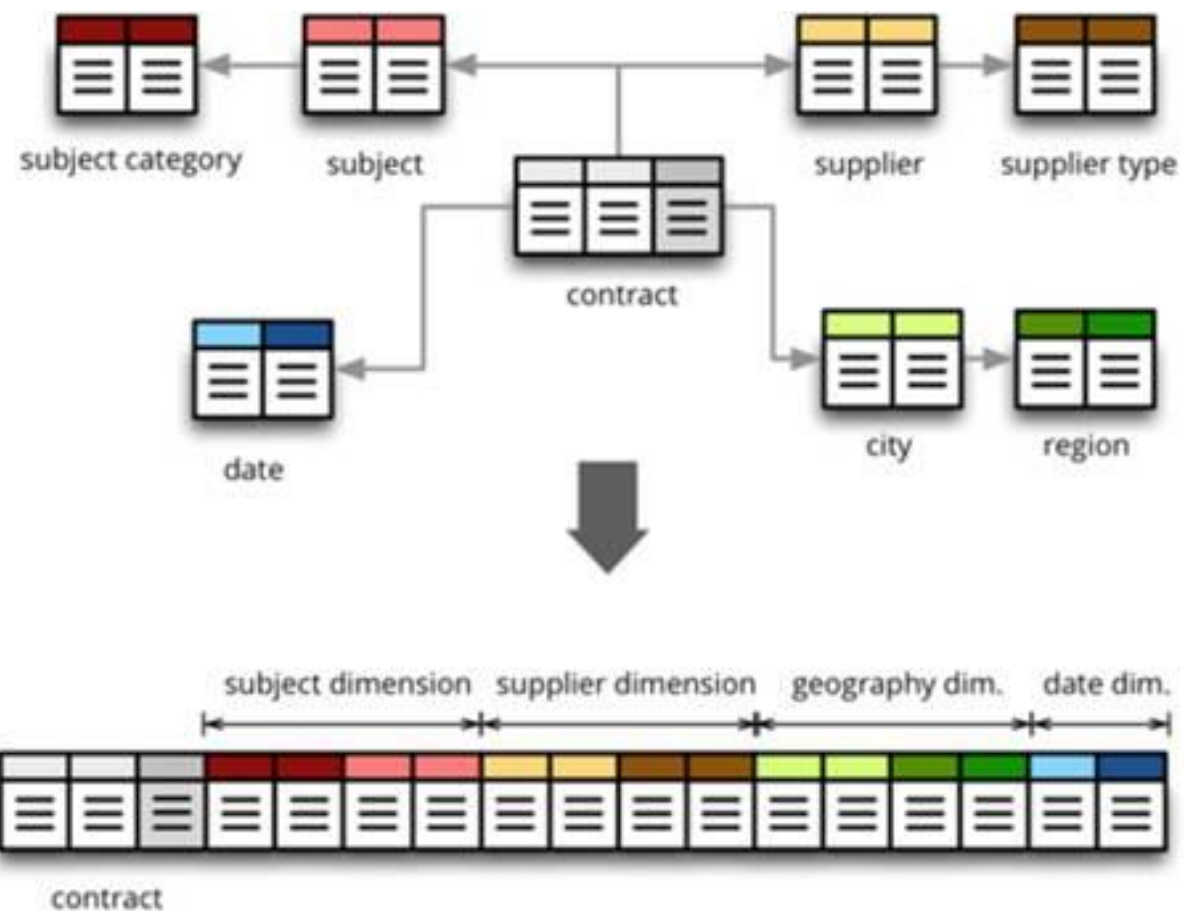 subject category
subject
supplier
supplier type
contract
date
city
region
subject dimension
supplier dimension
geography dim.
date dim.
contract